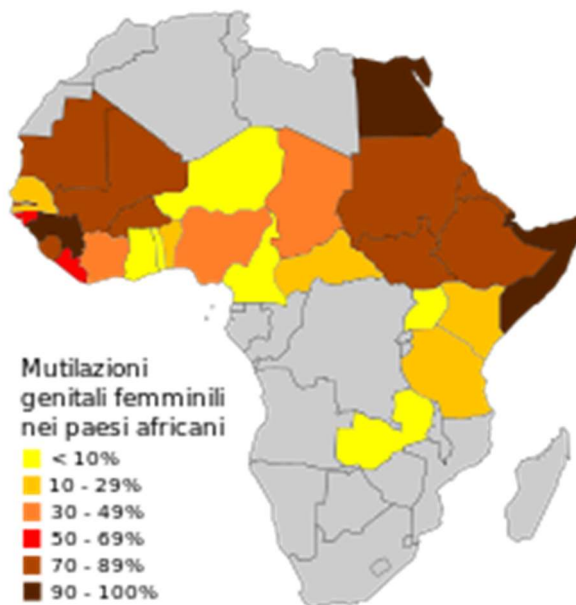 Mutilazioni
genitali femminili
nei paesi africani
< 10%
10 - 29%
30 - 49%
50 - 69%
70 - 89%
90 - 100%